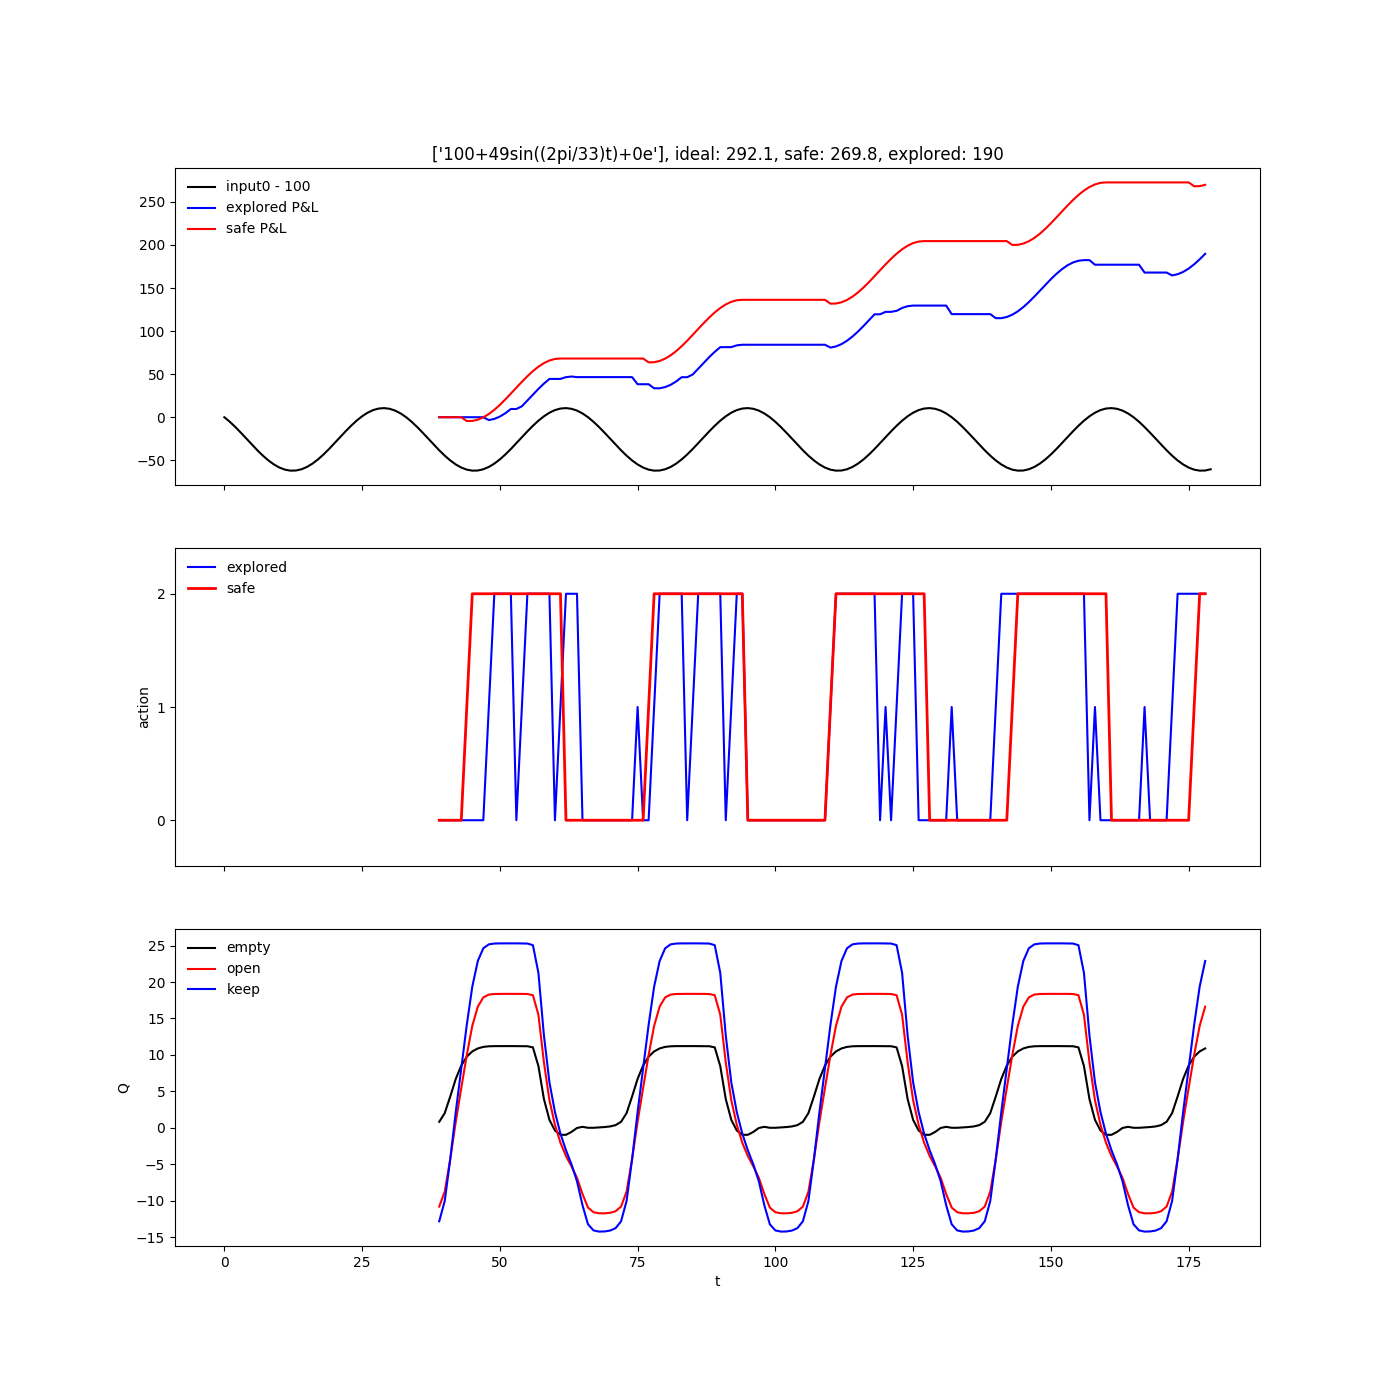 ['100+49sin((2pi/33)t)+0e'], ideal: 292.1, safe: 269.8, explored: 190
input0 - 100
explored P&L
safe P&L
250
200
150
100
50
0
−50
explored
safe
2
1
0
action
empty
open
keep
25
20
15
10
5
0
−5
−10
−15
Q
0 25 50 75 100 125 150 175
t